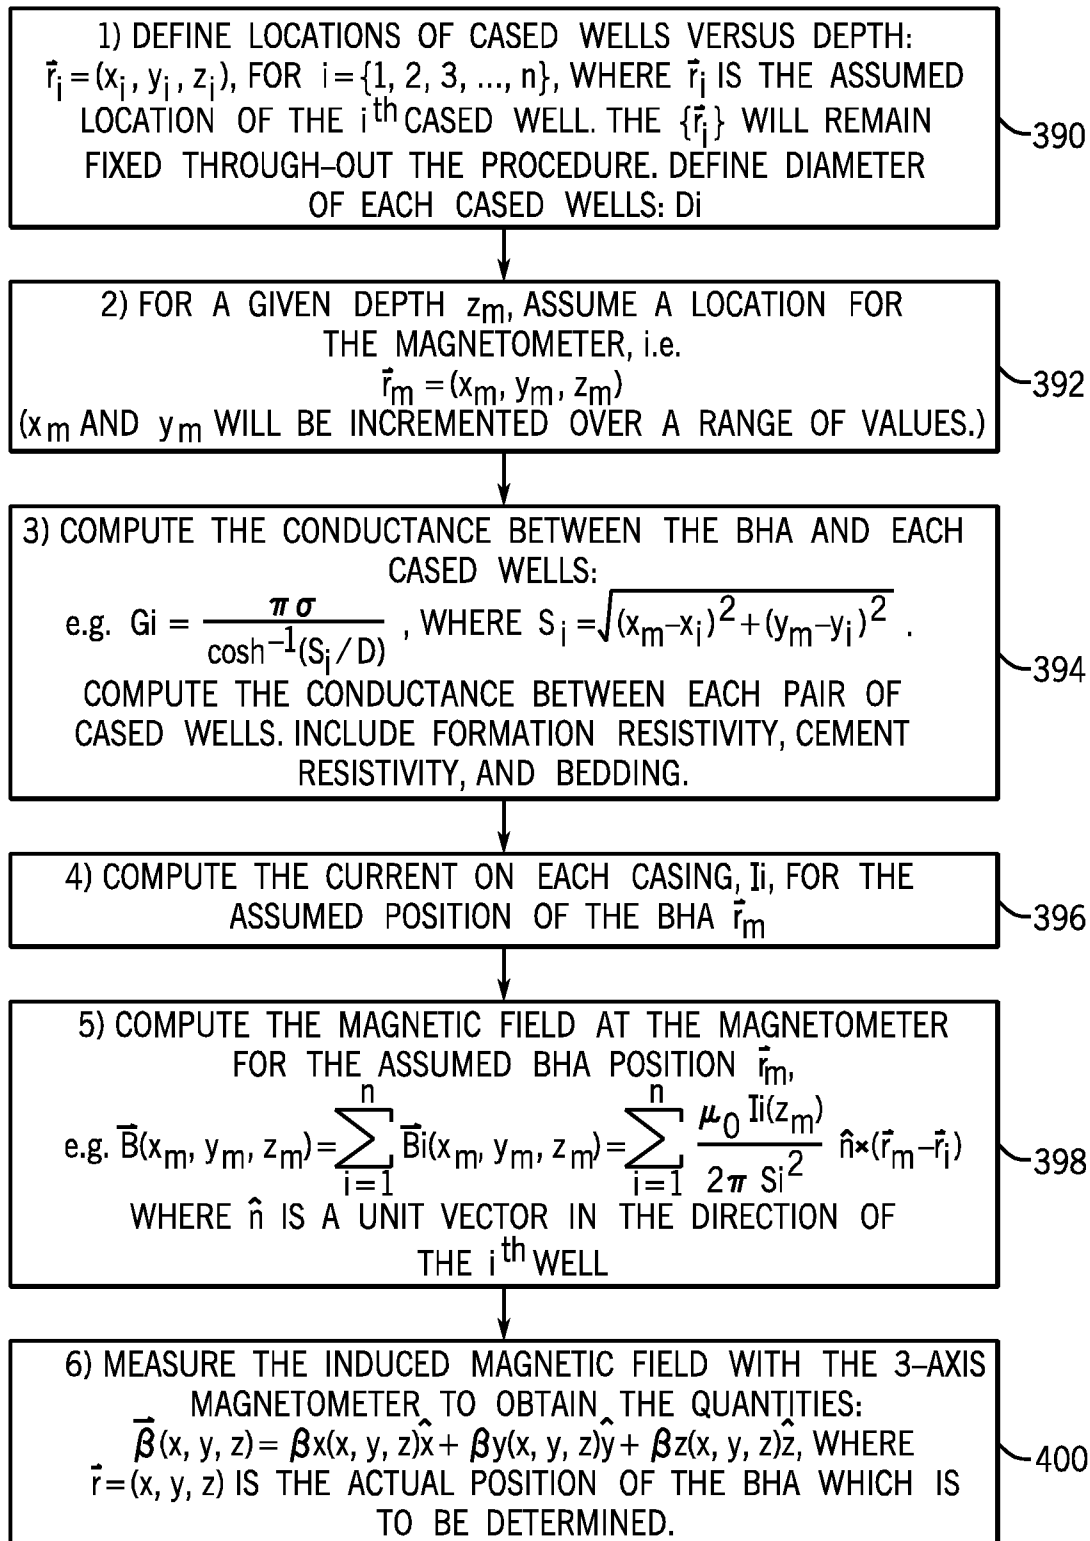 1) DEFINE LOCATIONS OF CASED WELLS VERSUS DEPTH:
r⃗i = (xi, yi, zi), FOR i = {1, 2, 3, ..., n}, WHERE r⃗i IS THE ASSUMED
LOCATION OF THE ith CASED WELL. THE {r⃗i} WILL REMAIN
FIXED THROUGH–OUT THE PROCEDURE. DEFINE DIAMETER
OF EACH CASED WELLS: Di
390
2) FOR A GIVEN DEPTH zm, ASSUME A LOCATION FOR
THE MAGNETOMETER, i.e.
r⃗m = (xm, ym, zm)
(xm AND ym WILL BE INCREMENTED OVER A RANGE OF VALUES.)
392
3) COMPUTE THE CONDUCTANCE BETWEEN THE BHA AND EACH
CASED WELLS:
e.g. Gi = πσ / cosh⁻¹(Si/D) , WHERE Si = √((xm–xi)² + (ym–yi)²) .
COMPUTE THE CONDUCTANCE BETWEEN EACH PAIR OF
CASED WELLS. INCLUDE FORMATION RESISTIVITY, CEMENT
RESISTIVITY, AND BEDDING.
394
4) COMPUTE THE CURRENT ON EACH CASING, Ii, FOR THE
ASSUMED POSITION OF THE BHA r⃗m
396
5) COMPUTE THE MAGNETIC FIELD AT THE MAGNETOMETER
FOR THE ASSUMED BHA POSITION r⃗m,
e.g. B⃗(xm, ym, zm) = ∑ i=1 n B⃗i(xm, ym, zm) = ∑ i=1 n μ0 Ii(zm) / 2π Si² n̂ × (r⃗m–r⃗i)
WHERE n̂ IS A UNIT VECTOR IN THE DIRECTION OF
THE ith WELL
398
6) MEASURE THE INDUCED MAGNETIC FIELD WITH THE 3–AXIS
MAGNETOMETER TO OBTAIN THE QUANTITIES:
β⃗(x, y, z) = βx(x, y, z)x̂ + βy(x, y, z)ŷ + βz(x, y, z)ẑ, WHERE
r⃗ = (x, y, z) IS THE ACTUAL POSITION OF THE BHA WHICH IS
TO BE DETERMINED.
400